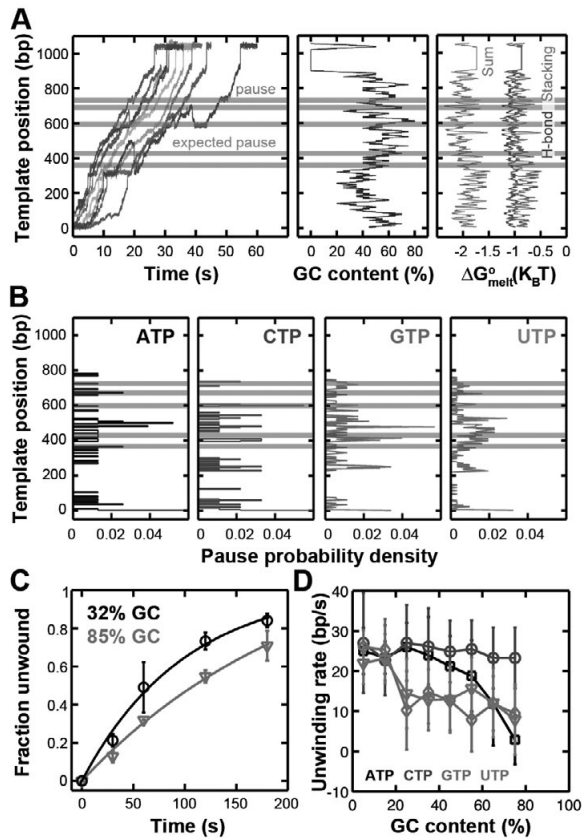 A
Template position (bp)
1000
800
600
400
200
0
pause
expected pause
0 10 20 30 40 50 60
Time (s)
0 20 40 60 80
GC content (%)
Sum
H-bond
Stacking
-2 -1.5 -1 -0.5 0
ΔG°melt(KBT)
B
Template position (bp)
1000
800
600
400
200
0
ATP
CTP
GTP
UTP
0 0.02 0.04
0 0.02 0.04
0 0.02 0.04
0 0.02 0.04
Pause probability density
C
Fraction unwound
1
0.8
0.6
0.4
0.2
0
32% GC
85% GC
0 50 100 150 200
Time (s)
D
Unwinding rate (bp/s)
40
30
20
10
0
-10
ATP CTP GTP UTP
0 20 40 60 80
GC content (%)